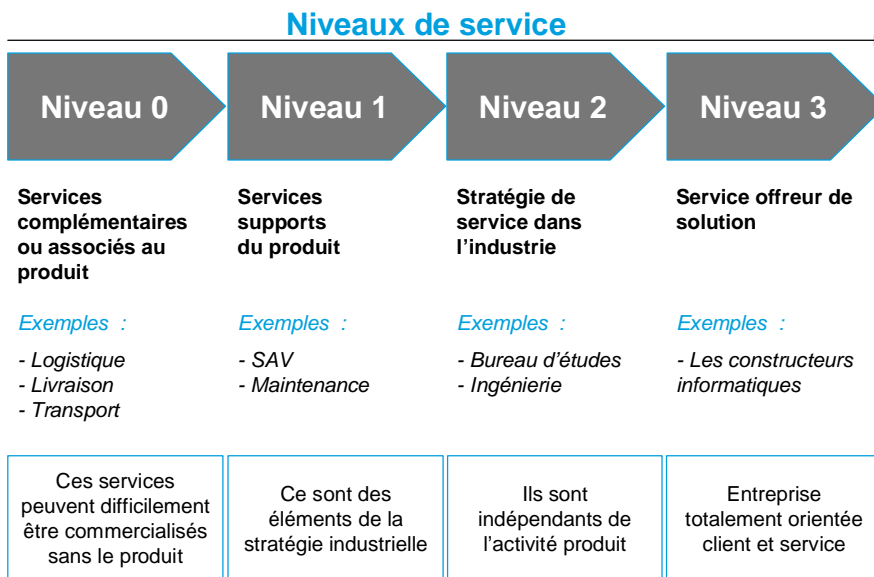 Niveaux de service
Niveau 0
Niveau 1
Niveau 2
Niveau 3
Services
complémentaires
ou associés au
produit
Services
supports
du produit
Stratégie de
service dans
l’industrie
Service offreur de
solution
Exemples :
- Logistique
- Livraison
- Transport
Exemples :
- SAV
- Maintenance
Exemples :
- Bureau d’études
- Ingénierie
Exemples :
- Les constructeurs
informatiques
Ces services
peuvent difficilement
être commercialisés
sans le produit
Ce sont des
éléments de la
stratégie industrielle
Ils sont
indépendants de
l’activité produit
Entreprise
totalement orientée
client et service